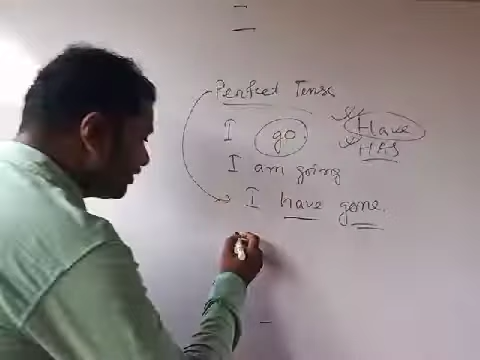 Perfect Tense
I go Have
HAS
I am going
I have gone.